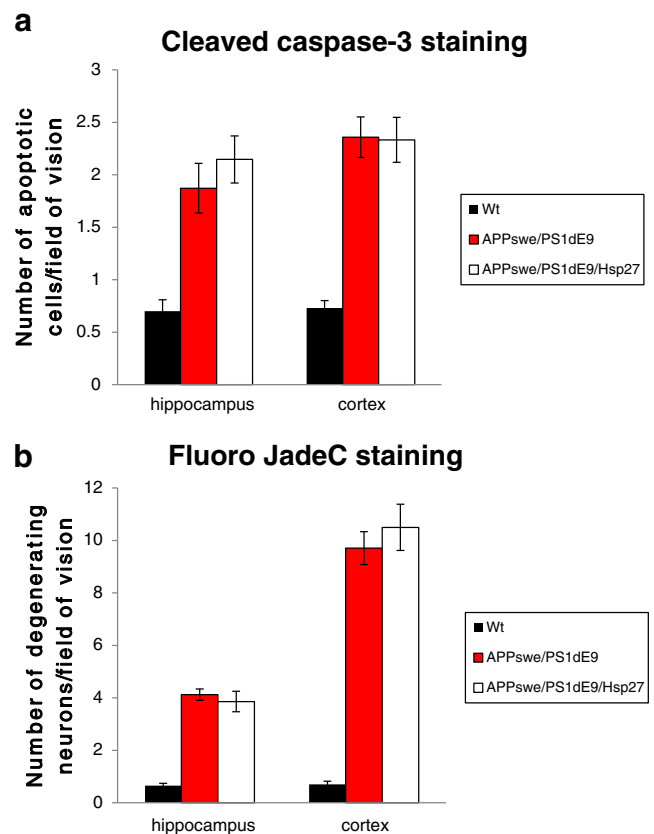 a
Cleaved caspase-3 staining
Number of apoptotic
cells/field of vision
3
2.5
2
1.5
1
0.5
0
hippocampus
cortex
Wt
APPswe/PS1dE9
APPswe/PS1dE9/Hsp27
b
Fluoro JadeC staining
Number of degenerating
neurons/field of vision
12
10
8
6
4
2
0
hippocampus
cortex
Wt
APPswe/PS1dE9
APPswe/PS1dE9/Hsp27